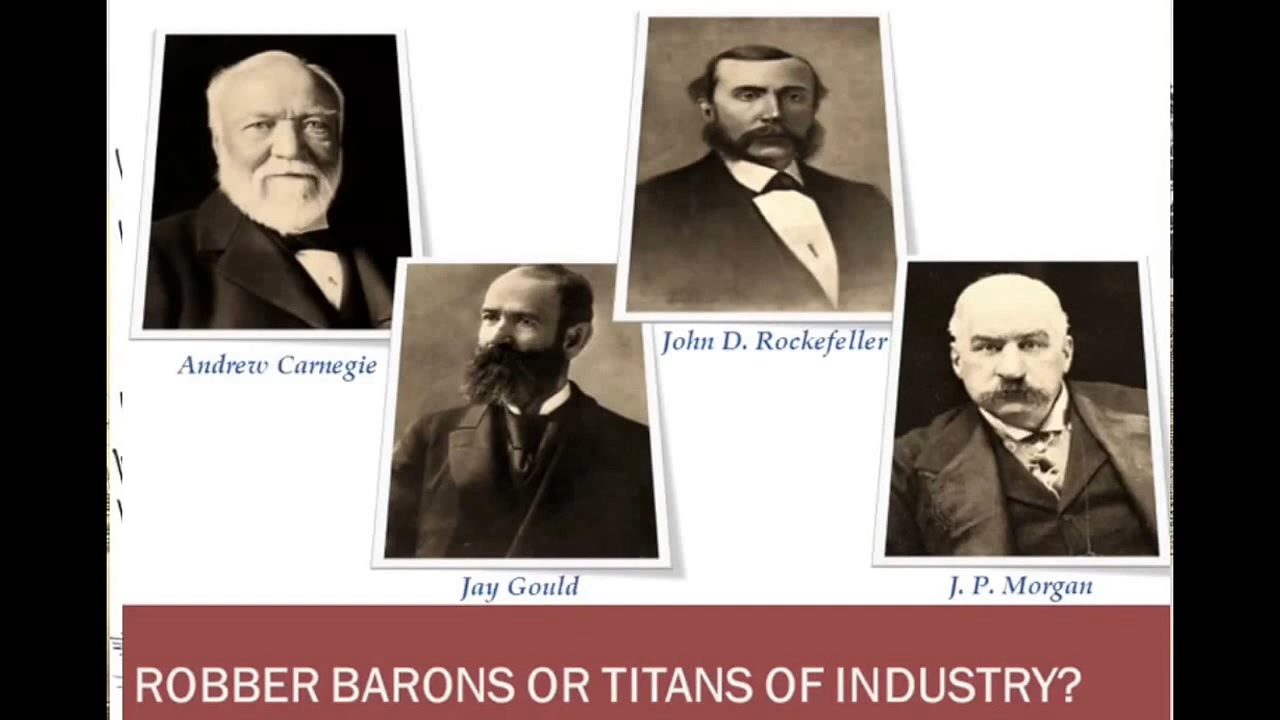 Andrew Carnegie
John D. Rockefeller
Jay Gould
J. P. Morgan
ROBBER BARONS OR TITANS OF INDUSTRY?